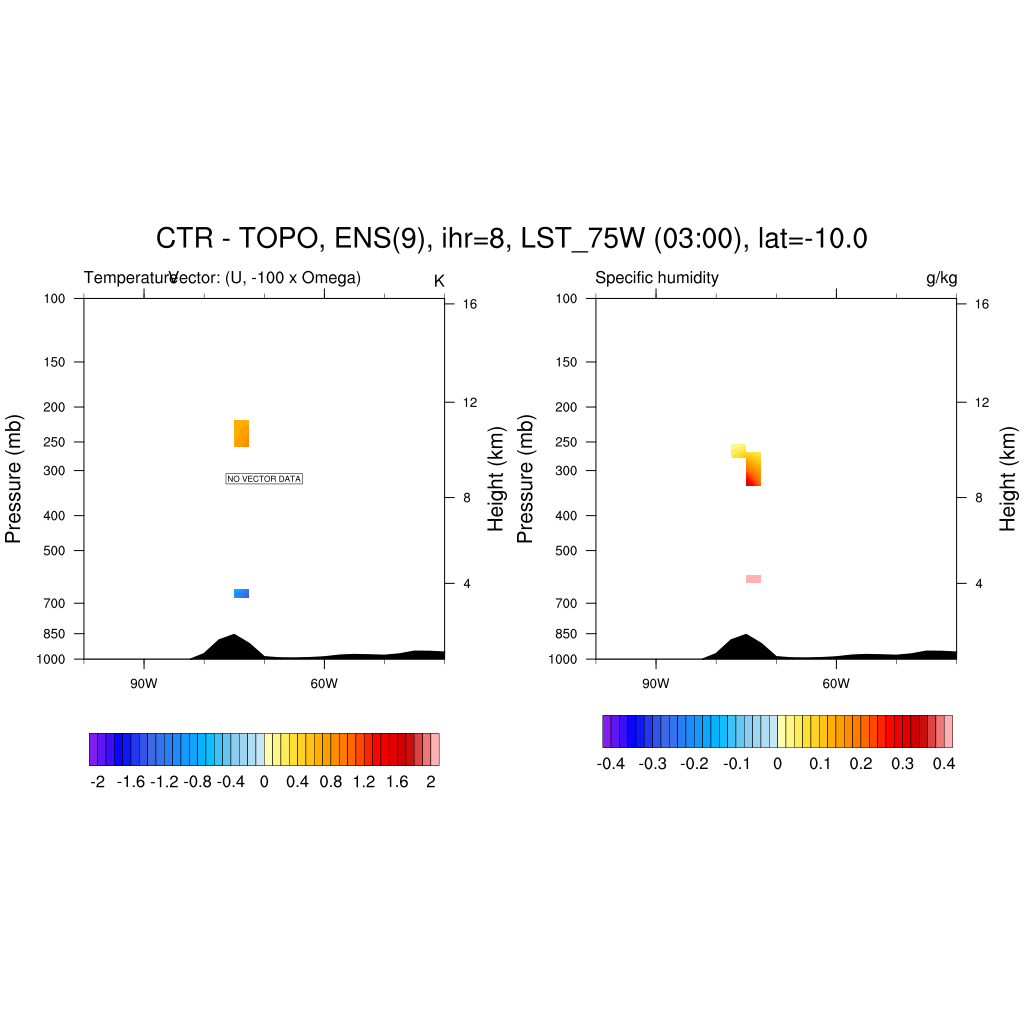 CTR - TOPO, ENS(9), ihr=8, LST_75W (03:00), lat=-10.0
Temperature Vector: (U, -100 x Omega) K
100
150
200
250
300
400
500
700
850
1000
Pressure (mb)
16
12
8
4
Height (km)
NO VECTOR DATA
90W 60W
-2 -1.6 -1.2 -0.8 -0.4 0 0.4 0.8 1.2 1.6 2
Specific humidity g/kg
100
150
200
250
300
400
500
700
850
1000
Pressure (mb)
16
12
8
4
Height (km)
90W 60W
-0.4 -0.3 -0.2 -0.1 0 0.1 0.2 0.3 0.4